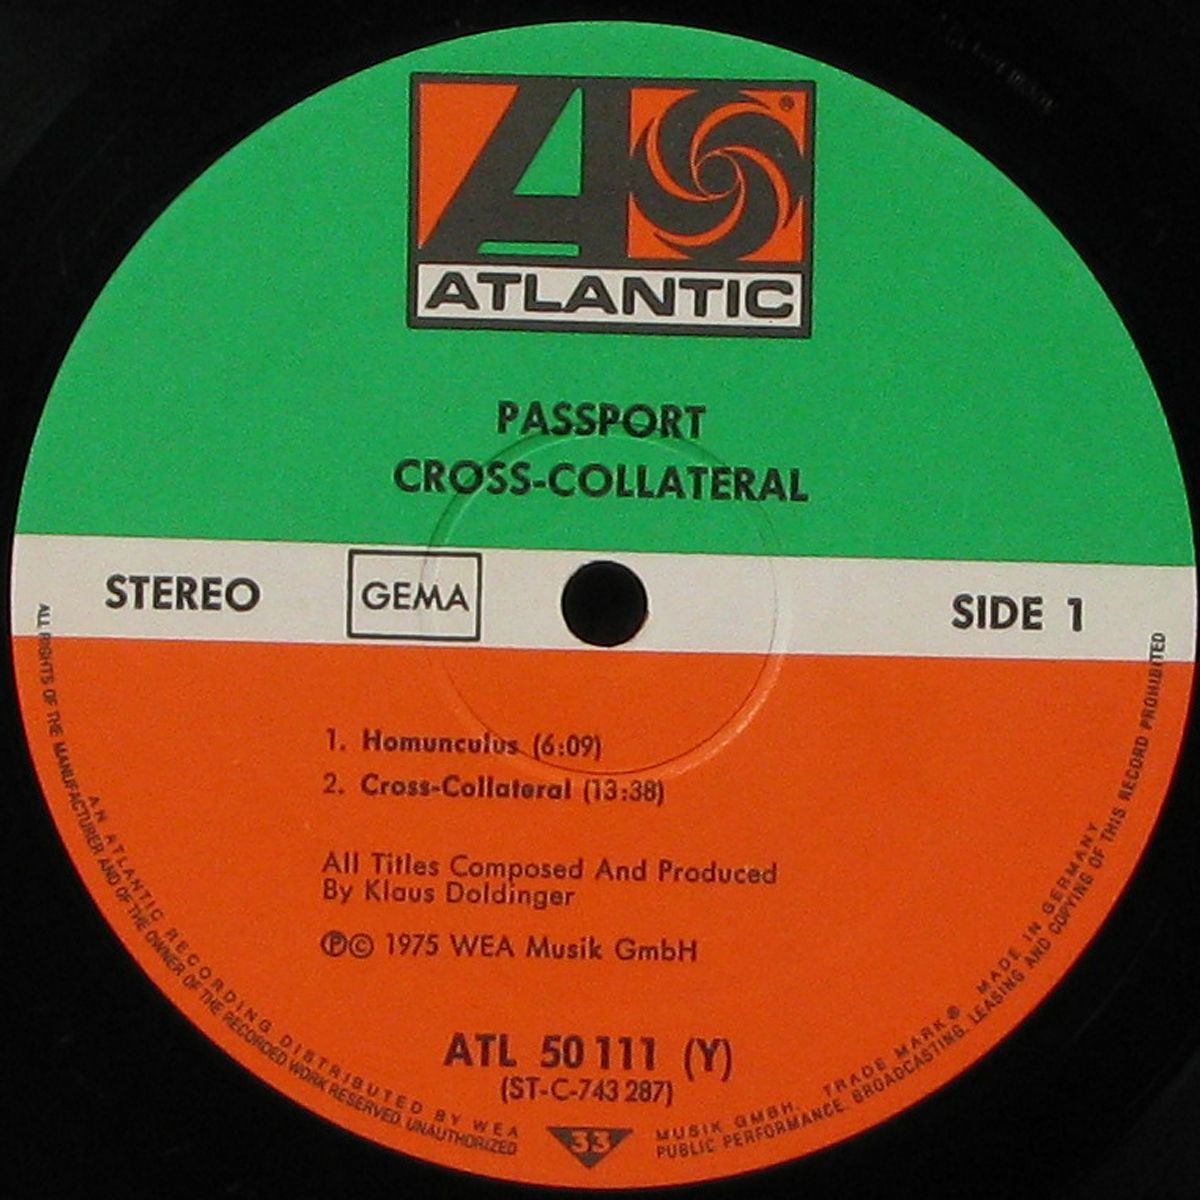 ATLANTIC
®
PASSPORT
CROSS-COLLATERAL
STEREO
GEMA
SIDE 1
1. Homunculus (6:09)
2. Cross-Collateral (13:38)
All Titles Composed And Produced
By Klaus Doldinger
℗© 1975 WEA Musik GmbH
ATL 50 111 (Y)
(ST-C-743 287)
33
AN ATLANTIC RECORDING DISTRIBUTED BY WEA MUSIK GMBH. TRADE MARK ® MADE IN GERMANY
ALL RIGHTS OF THE MANUFACTURER AND OF THE OWNER OF THE RECORDED WORK RESERVED. UNAUTHORIZED PUBLIC PERFORMANCE. BROADCASTING. LEASING AND COPYING OF THIS RECORD PROHIBITED